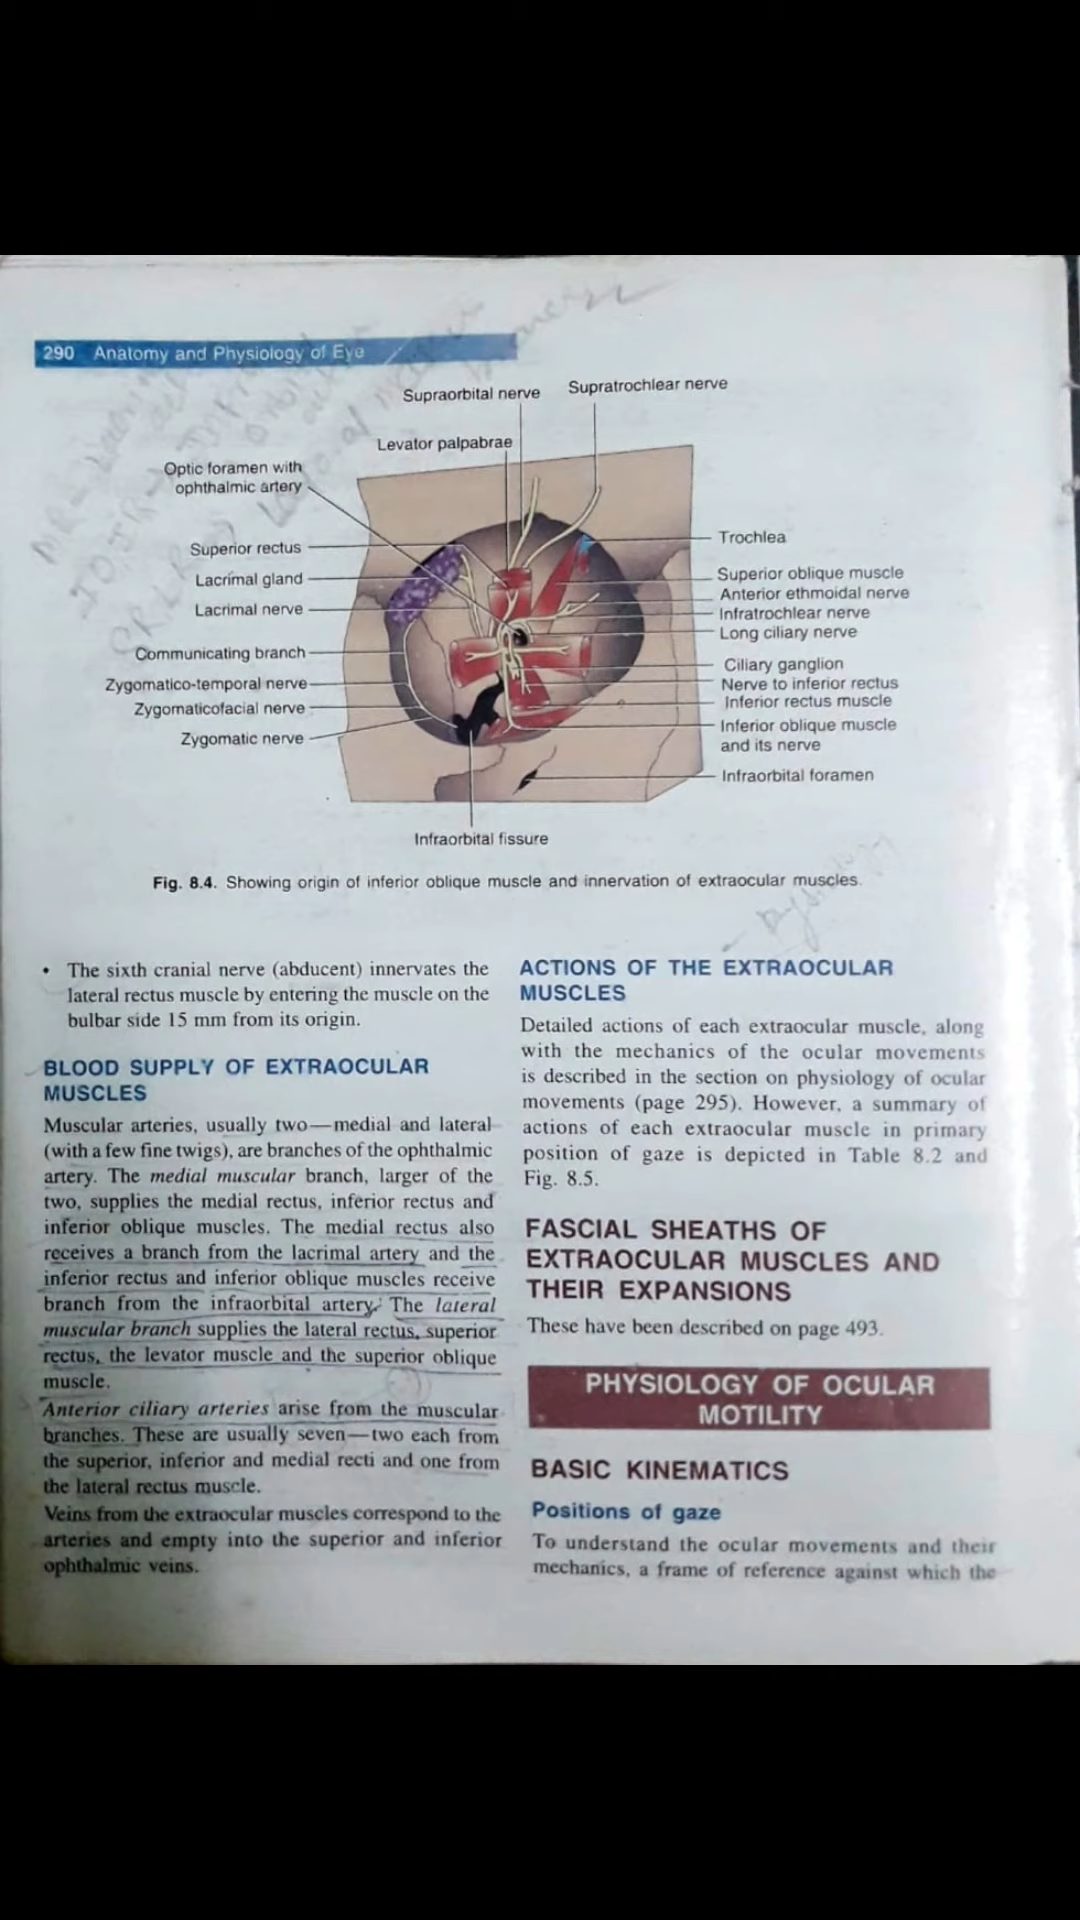 290 Anatomy and Physiology of Eye
Supraorbital nerve
Supratrochlear nerve
Levator palpabrae
Optic foramen with
ophthalmic artery
Superior rectus
Lacrimal gland
Lacrimal nerve
Communicating branch
Zygomatico-temporal nerve
Zygomaticofacial nerve
Zygomatic nerve
Trochlea
Superior oblique muscle
Anterior ethmoidal nerve
Infratrochlear nerve
Long ciliary nerve
Ciliary ganglion
Nerve to inferior rectus
Inferior rectus muscle
Inferior oblique muscle
and its nerve
Infraorbital foramen
Infraorbital fissure
Fig. 8.4. Showing origin of inferior oblique muscle and innervation of extraocular muscles.
• The sixth cranial nerve (abducent) innervates the
lateral rectus muscle by entering the muscle on the
bulbar side 15 mm from its origin.
BLOOD SUPPLY OF EXTRAOCULAR
MUSCLES
Muscular arteries, usually two—medial and lateral
(with a few fine twigs), are branches of the ophthalmic
artery. The medial muscular branch, larger of the
two, supplies the medial rectus, inferior rectus and
inferior oblique muscles. The medial rectus also
receives a branch from the lacrimal artery and the
inferior rectus and inferior oblique muscles receive
branch from the infraorbital artery. The lateral
muscular branch supplies the lateral rectus, superior
rectus, the levator muscle and the superior oblique
muscle.
Anterior ciliary arteries arise from the muscular
branches. These are usually seven—two each from
the superior, inferior and medial recti and one from
the lateral rectus muscle.
Veins from the extraocular muscles correspond to the
arteries and empty into the superior and inferior
ophthalmic veins.
ACTIONS OF THE EXTRAOCULAR
MUSCLES
Detailed actions of each extraocular muscle, along
with the mechanics of the ocular movements
is described in the section on physiology of ocular
movements (page 295). However, a summary of
actions of each extraocular muscle in primary
position of gaze is depicted in Table 8.2 and
Fig. 8.5.
FASCIAL SHEATHS OF
EXTRAOCULAR MUSCLES AND
THEIR EXPANSIONS
These have been described on page 493.
PHYSIOLOGY OF OCULAR
MOTILITY
BASIC KINEMATICS
Positions of gaze
To understand the ocular movements and their
mechanics, a frame of reference against which the